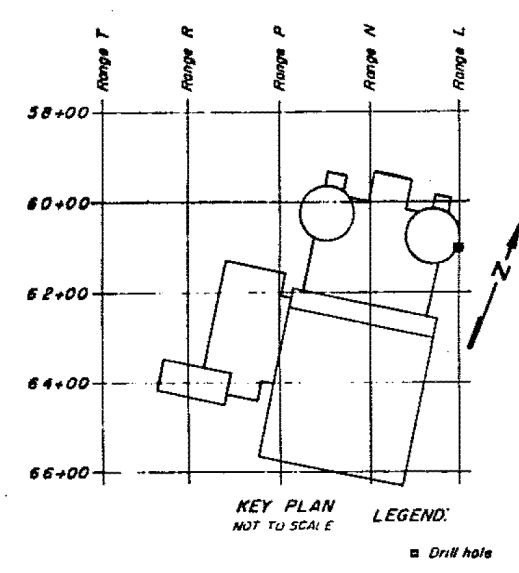 Range T
Range R
Range P
Range N
Range L
58+00
60+00
62+00
64+00
66+00
N
KEY PLAN
NOT TO SCALE
LEGEND:
Drill hole